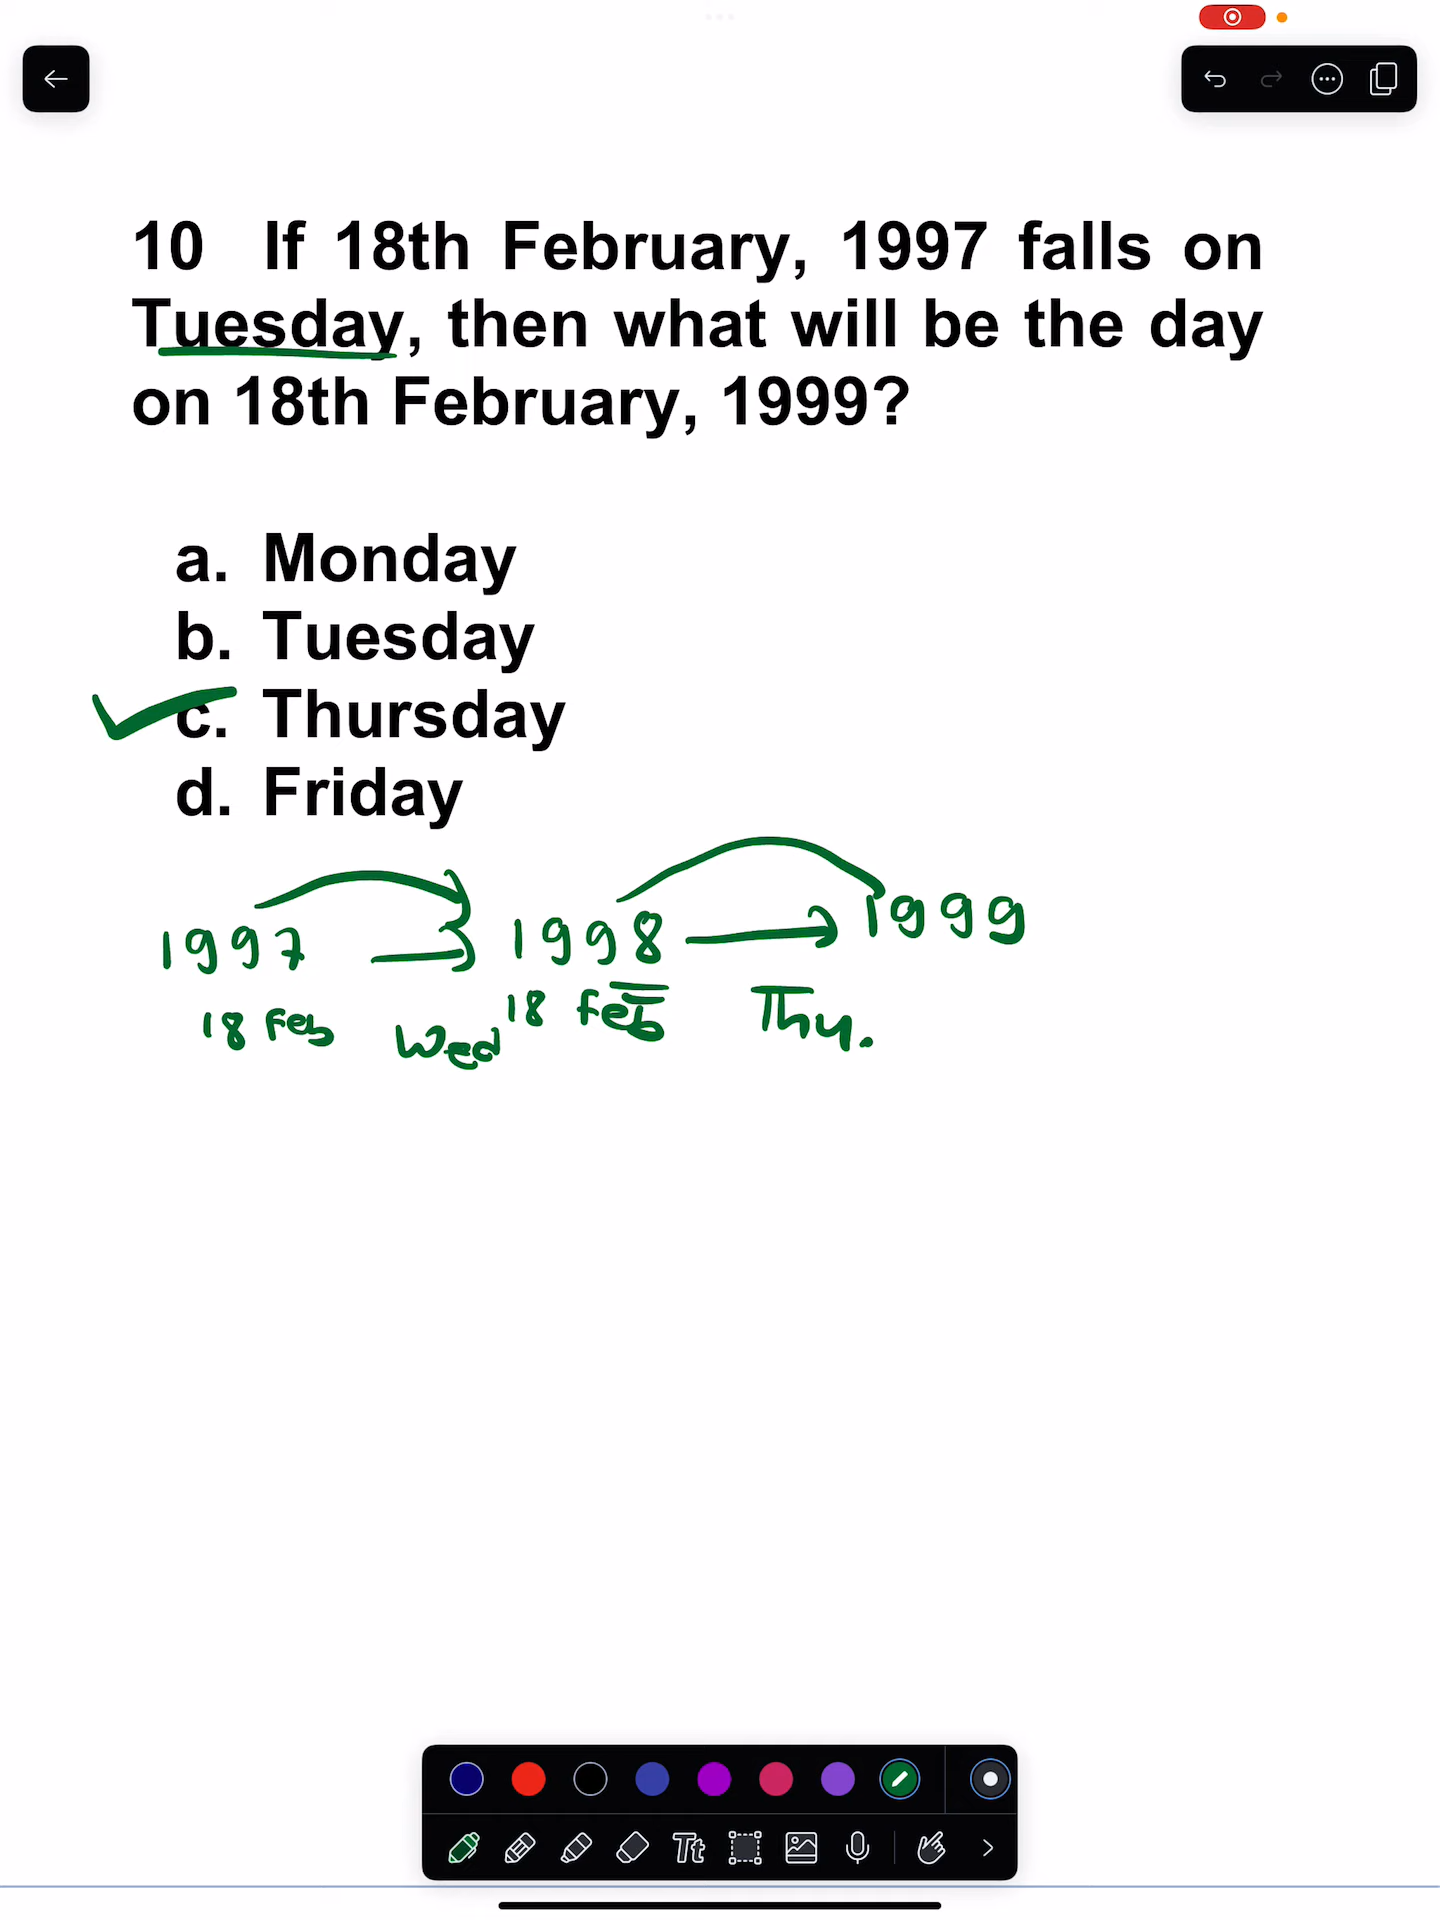 10 If 18th February, 1997 falls on
Tuesday, then what will be the day
on 18th February, 1999?
a. Monday
b. Tuesday
c. Thursday
d. Friday
1997 1998 1999
18 Feb Wed 18 Feb Thu.
Tt